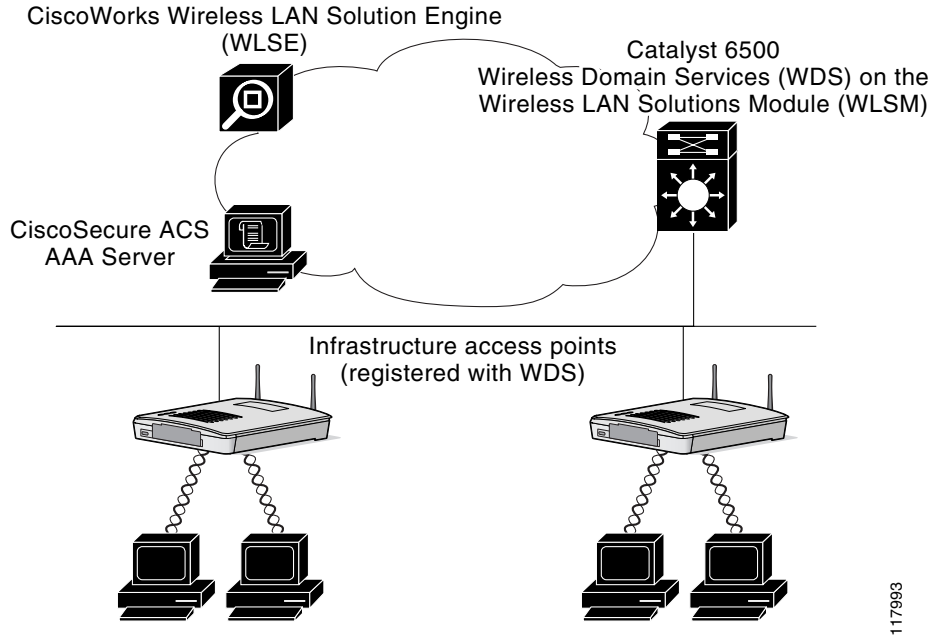 CiscoWorks Wireless LAN Solution Engine
(WLSE)
Catalyst 6500
Wireless Domain Services (WDS) on the
Wireless LAN Solutions Module (WLSM)
CiscoSecure ACS
AAA Server
Infrastructure access points
(registered with WDS)
117993